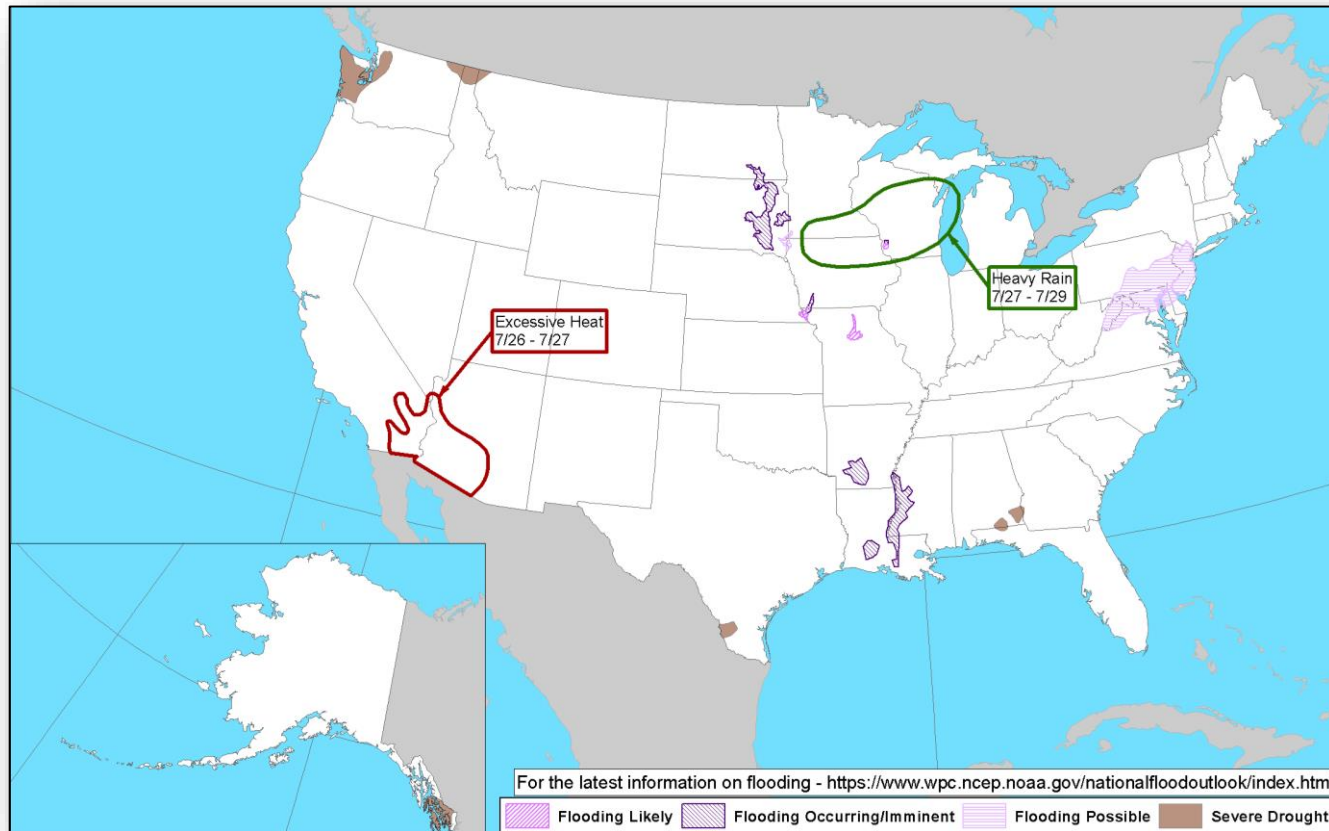 Excessive Heat
7/26 - 7/27
Heavy Rain
7/27 - 7/29
For the latest information on flooding - https://www.wpc.ncep.noaa.gov/nationalfloodoutlook/index.htm
Flooding Likely
Flooding Occurring/Imminent
Flooding Possible
Severe Drought